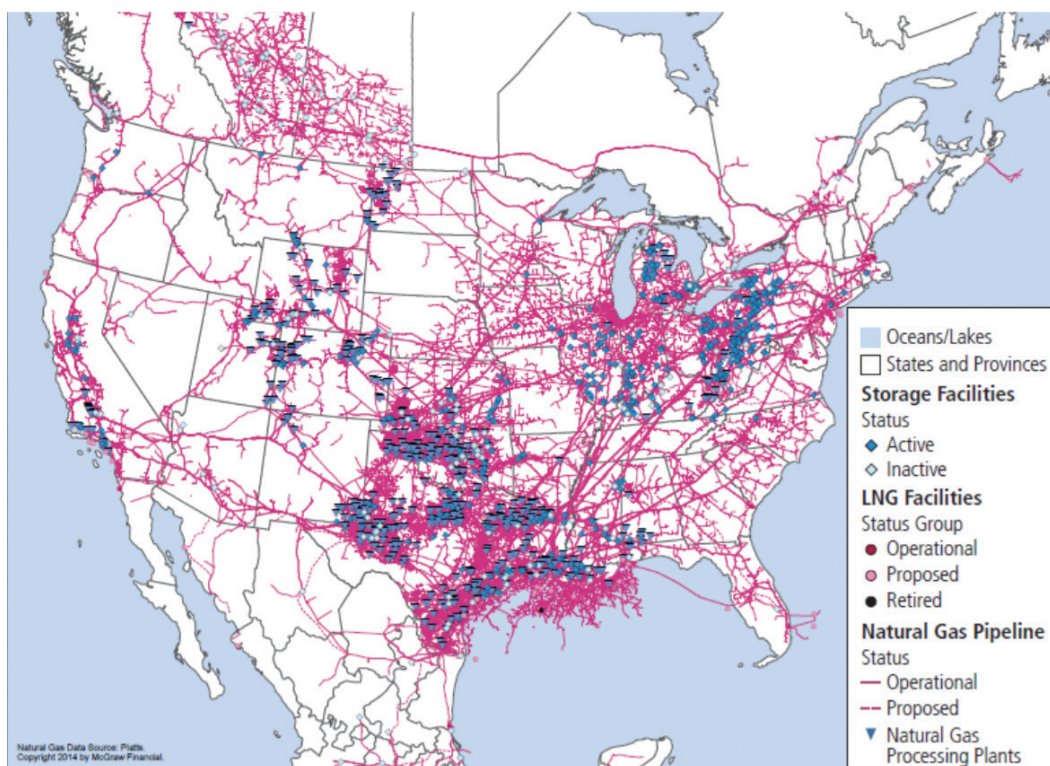 Oceans/Lakes
States and Provinces
Storage Facilities
Status
Active
Inactive
LNG Facilities
Status Group
Operational
Proposed
Retired
Natural Gas Pipeline
Status
Operational
Proposed
Natural Gas
Processing Plants
Natural Gas Data Source: Platts.
Copyright 2014 by McGraw Financial.